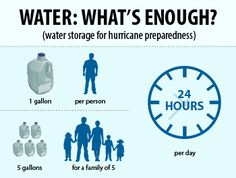 WATER: WHAT'S ENOUGH?
(water storage for hurricane preparedness)
1 gallon
per person
24
HOURS
per day
5 gallons
for a family of 5